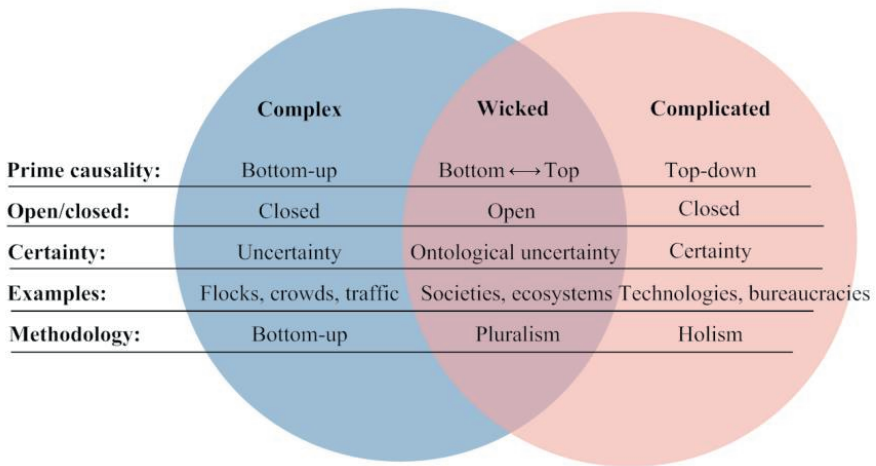 Complex Wicked Complicated
Prime causality: Bottom-up Bottom ⟷ Top Top-down
Open/closed: Closed Open Closed
Certainty: Uncertainty Ontological uncertainty Certainty
Examples: Flocks, crowds, traffic Societies, ecosystems Technologies, bureaucracies
Methodology: Bottom-up Pluralism Holism